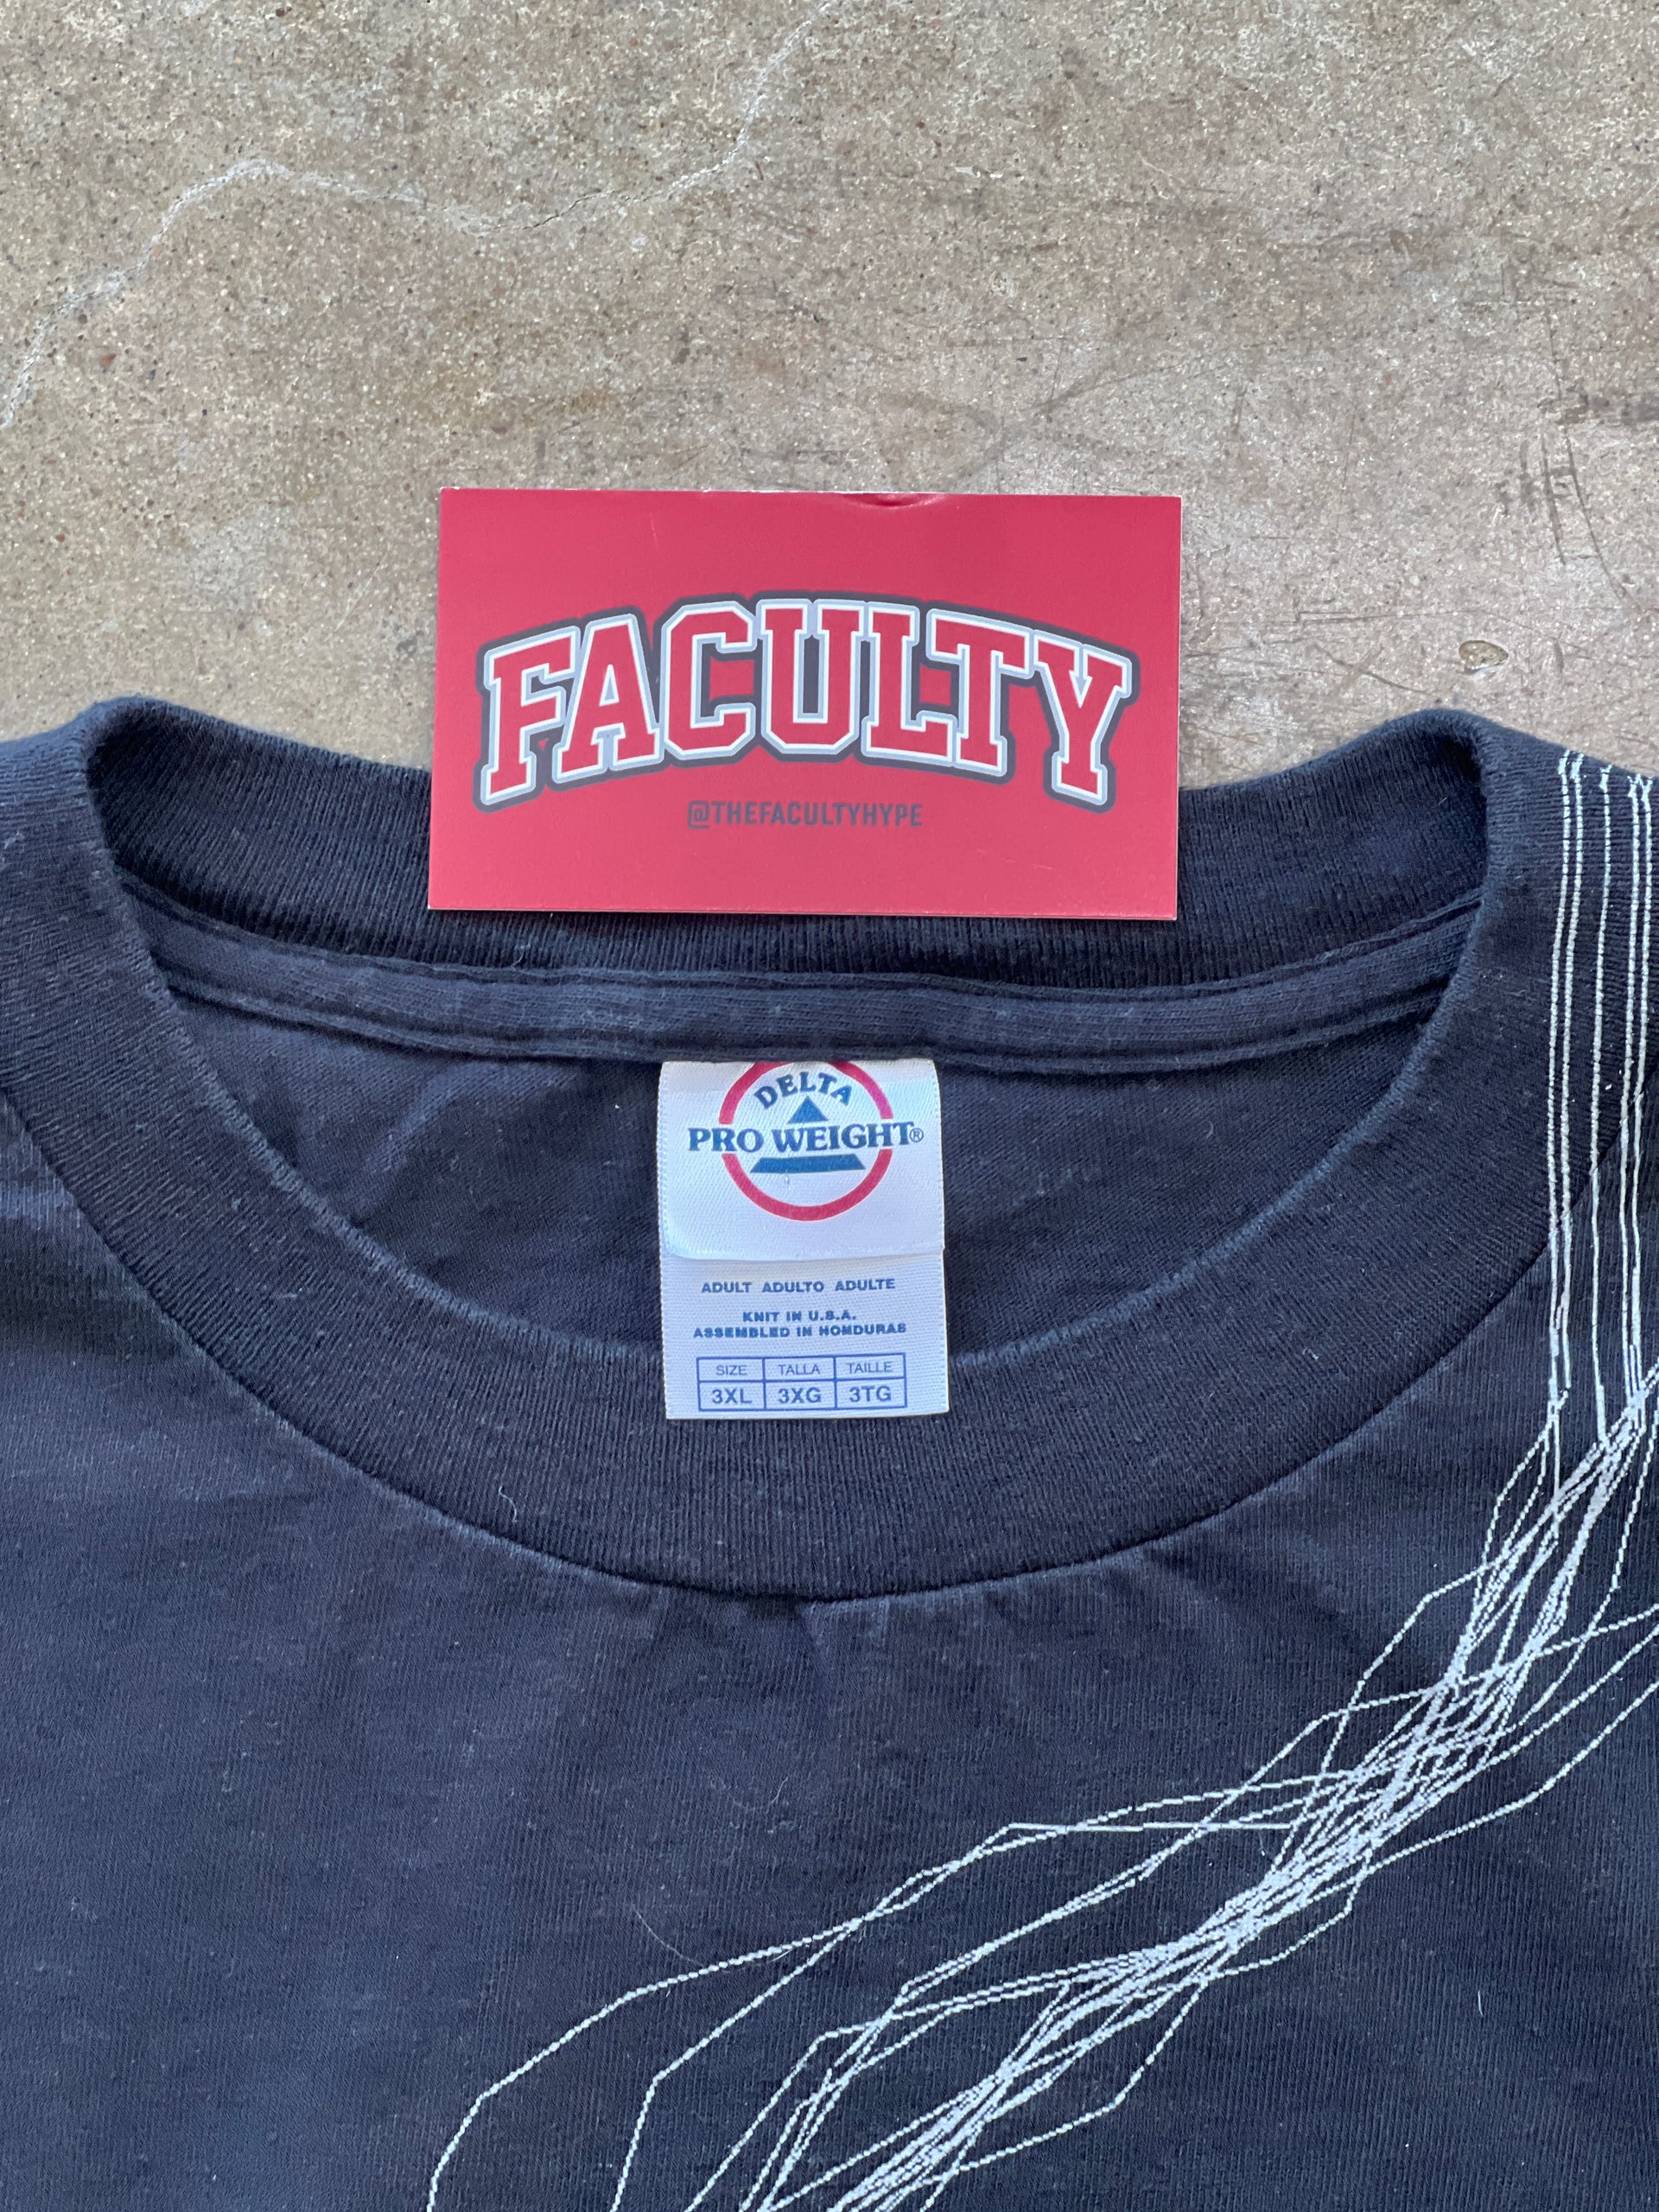 FACULTY
@THEFACULTYHYPE
DELTA
PRO WEIGHT®
ADULT ADULTO ADULTE
KNIT IN U.S.A.
ASSEMBLED IN HONDURAS
SIZE TALLA TAILLE
3XL 3XG 3TG